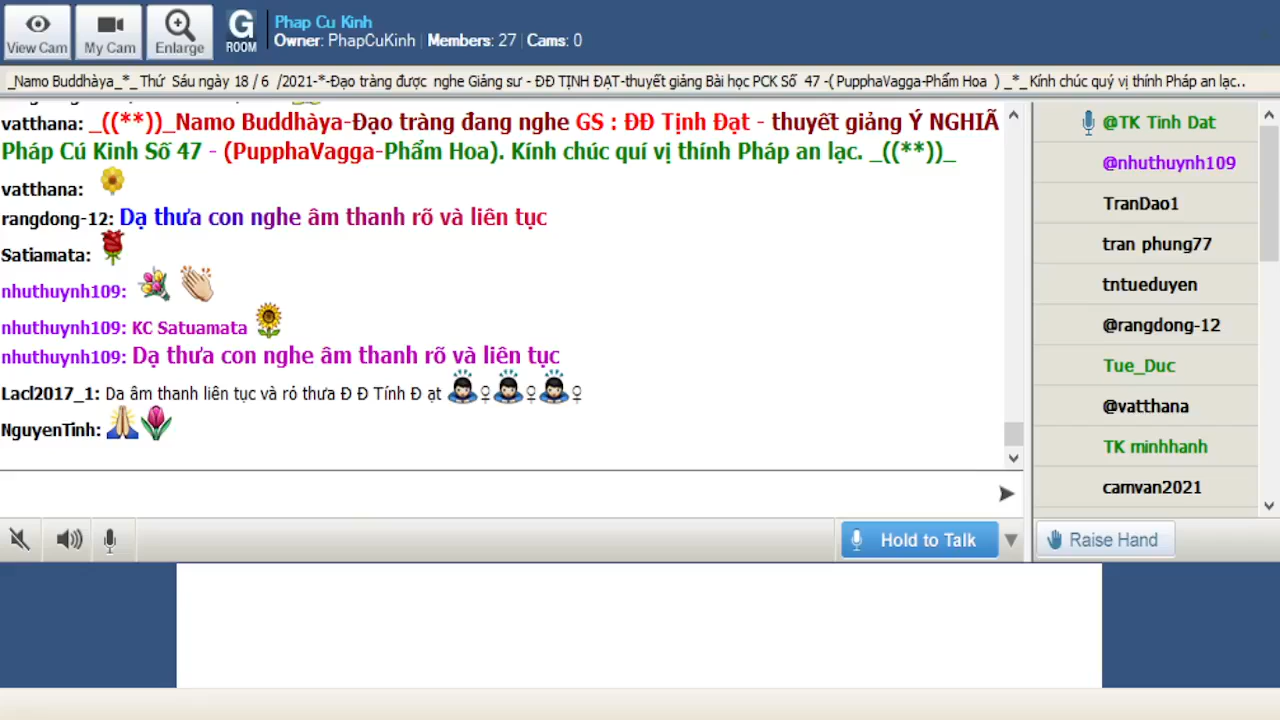 View Cam
My Cam
Enlarge
G
ROOM
Phap Cu Kinh
Owner: PhapCuKinh | Members: 27 | Cams: 0
_Namo Buddhàya_*_ Thứ Sáu ngày 18 / 6 /2021-*-Đạo tràng được nghe Giảng sư - ĐĐ TỊNH ĐẠT-thuyết giảng Bài học PCK Số 47 -( PupphaVagga-Phẩm Hoa ) _*_ Kính chúc quý vị thính Pháp an lạc..
vatthana: _((**))_Namo Buddhàya-Đạo tràng đang nghe GS : ĐĐ Tịnh Đạt - thuyết giảng Ý NGHIÃ
Pháp Cú Kinh Số 47 - (PupphaVagga-Phẩm Hoa). Kính chúc quí vị thính Pháp an lạc. _((**))_
vatthana:
rangdong-12: Dạ thưa con nghe âm thanh rõ và liên tục
Satiamata:
nhuthuynh109:
nhuthuynh109: KC Satuamata
nhuthuynh109: Dạ thưa con nghe âm thanh rõ và liên tục
Lacl2017_1: Da âm thanh liên tục và rỏ thưa Đ Đ Tính Đ ạt
NguyenTinh:
@TK Tinh Dat
@nhuthuynh109
TranDao1
tran phung77
tntueduyen
@rangdong-12
Tue_Duc
@vatthana
TK minhhanh
camvan2021
Hold to Talk
Raise Hand